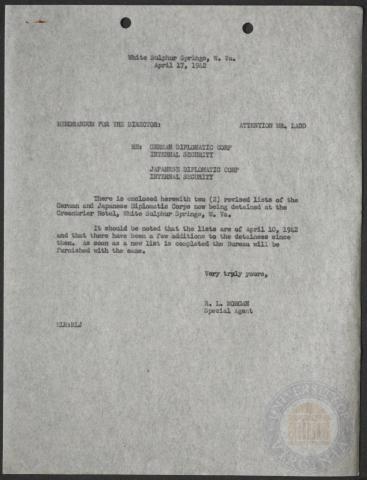 White Sulphur Springs, W. Va.
April 17, 1942
MEMORANDUM FOR THE DIRECTOR: ATTENTION MR. LADD
RE: GERMAN DIPLOMATIC CORP
INTERNAL SECURITY
JAPANESE DIPLOMATIC CORP
INTERNAL SECURITY
There is enclosed herewith two (2) revised lists of the
German and Japanese Diplomatic Corps now being detained at the
Greenbrier Hotel, White Sulphur Springs, W. Va.
It should be noted that the lists are of April 10, 1942
and that there have been a few additions to the detainees since
then. As soon as a new list is completed the Bureau will be
furnished with the same.
Very truly yours,
R. L.
Special Agent